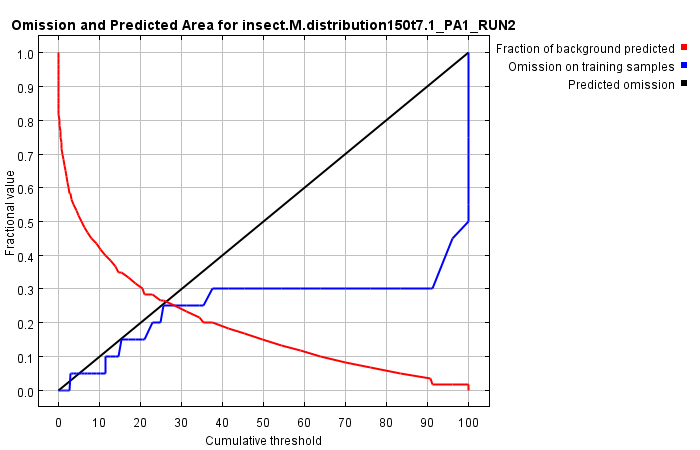 Omission and Predicted Area for insect.M.distribution150t7.1_PA1_RUN2
Fraction of background predicted
Omission on training samples
Predicted omission
Fractional value
1.0
0.9
0.8
0.7
0.6
0.5
0.4
0.3
0.2
0.1
0.0
0 10 20 30 40 50 60 70 80 90 100
Cumulative threshold